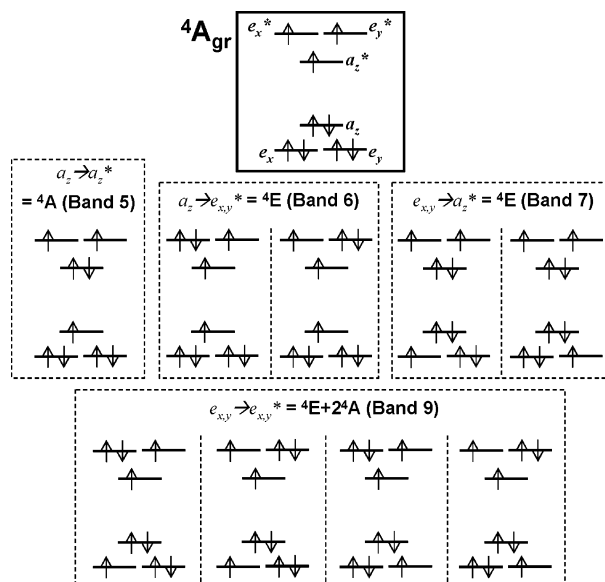 ⁴A_gr
e_x* e_y*
a_z*
a_z
e_x e_y
a_z→a_z*
= ⁴A (Band 5)
a_z→e_x,y* = ⁴E (Band 6)
e_x,y→a_z* = ⁴E (Band 7)
e_x,y→e_x,y* = ⁴E+2⁴A (Band 9)